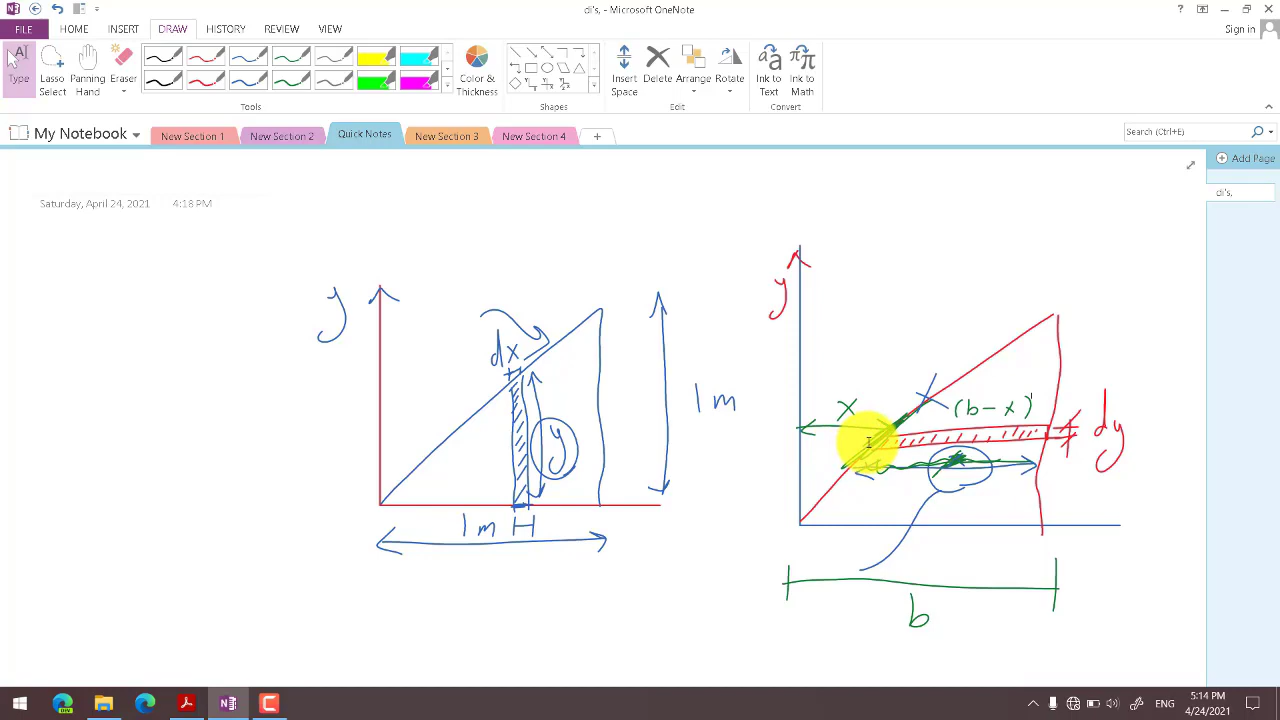 di's, - Microsoft OneNote
?
Sign in
FILE HOME INSERT DRAW HISTORY REVIEW VIEW
Type
Lasso Select
Panning Hand
Eraser
Color & Thickness
Insert Space
Delete
Arrange
Rotate
Ink to Text
Ink to Math
Tools
Shapes
Edit
Convert
My Notebook
New Section 1
New Section 2
Quick Notes
New Section 3
New Section 4
+
Search (Ctrl+E)
Add Page
di's,
Saturday, April 24, 2021 4:18 PM
y
dx
y
1 m
1 m
y
x
(b - x)
dy
b
ENG
5:14 PM
4/24/2021